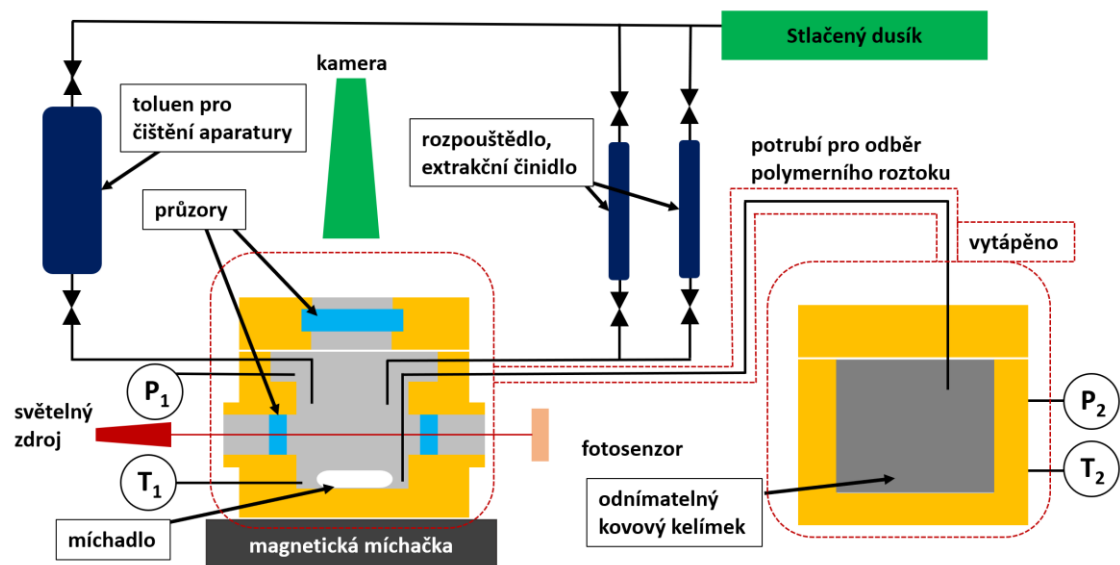 Stlačený dusík
kamera
toluen pro
čištění aparatury
rozpouštědlo,
extrakční činidlo
potrubí pro odběr
polymerního roztoku
průzory
vytápěno
P1
světelný
zdroj
T1
fotosenzor
P2
T2
odnímatelný
kovový kelímek
míchadlo
magnetická míchačka